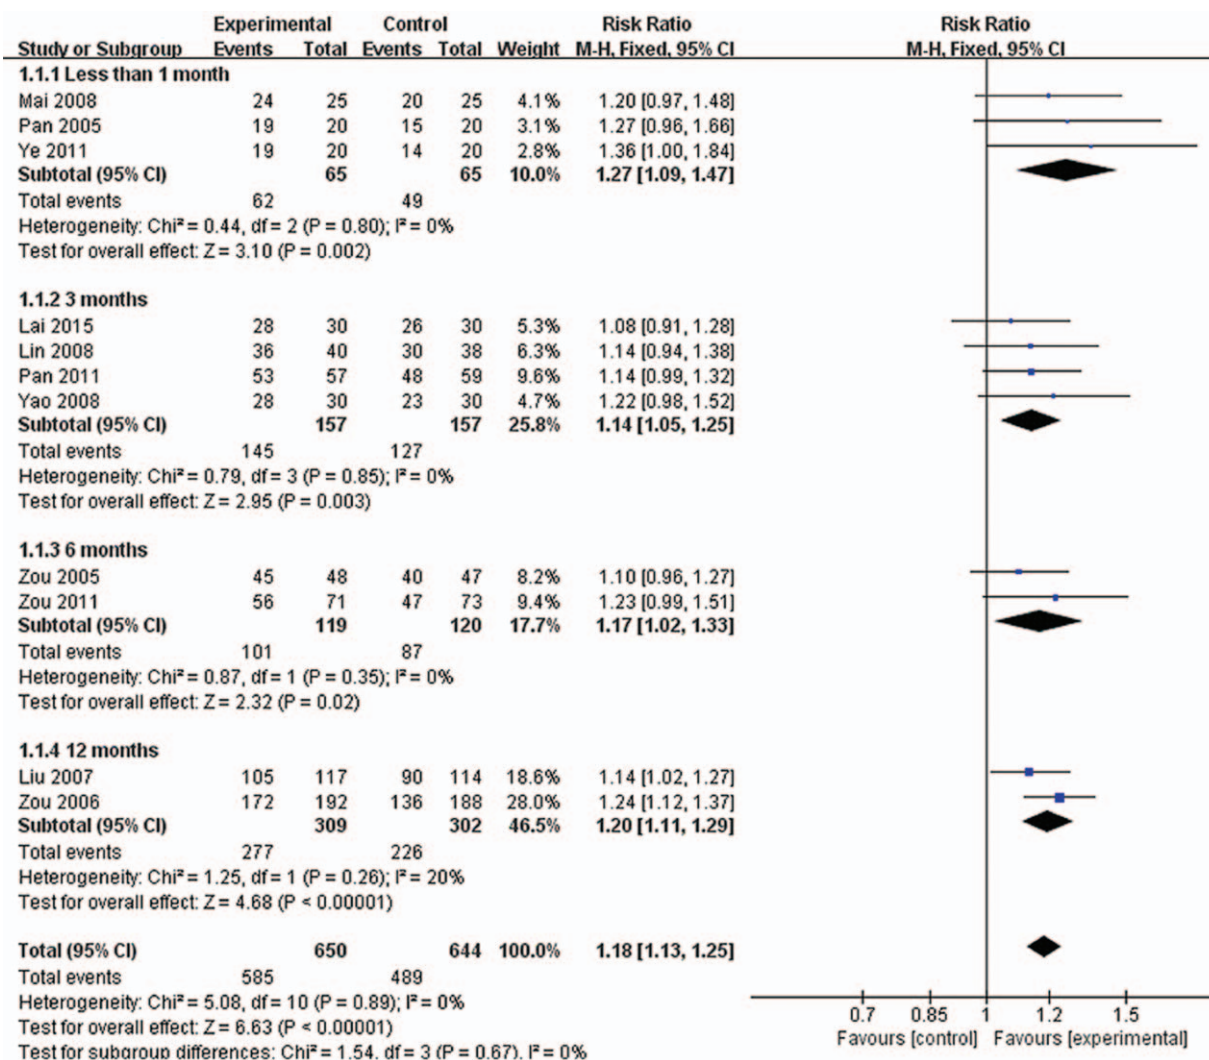 Experimental Control Risk Ratio Risk Ratio
Study or Subgroup Events Total Events Total Weight M-H, Fixed, 95% CI M-H, Fixed, 95% CI
1.1.1 Less than 1 month
Mai 2008 24 25 20 25 4.1% 1.20 [0.97, 1.48]
Pan 2005 19 20 15 20 3.1% 1.27 [0.96, 1.66]
Ye 2011 19 20 14 20 2.8% 1.36 [1.00, 1.84]
Subtotal (95% CI) 65 65 10.0% 1.27 [1.09, 1.47]
Total events 62 49
Heterogeneity: Chi² = 0.44, df = 2 (P = 0.80); I² = 0%
Test for overall effect: Z = 3.10 (P = 0.002)
1.1.2 3 months
Lai 2015 28 30 26 30 5.3% 1.08 [0.91, 1.28]
Lin 2008 36 40 30 38 6.3% 1.14 [0.94, 1.38]
Pan 2011 53 57 48 59 9.6% 1.14 [0.99, 1.32]
Yao 2008 28 30 23 30 4.7% 1.22 [0.98, 1.52]
Subtotal (95% CI) 157 157 25.8% 1.14 [1.05, 1.25]
Total events 145 127
Heterogeneity: Chi² = 0.79, df = 3 (P = 0.85); I² = 0%
Test for overall effect: Z = 2.95 (P = 0.003)
1.1.3 6 months
Zou 2005 45 48 40 47 8.2% 1.10 [0.96, 1.27]
Zou 2011 56 71 47 73 9.4% 1.23 [0.99, 1.51]
Subtotal (95% CI) 119 120 17.7% 1.17 [1.02, 1.33]
Total events 101 87
Heterogeneity: Chi² = 0.87, df = 1 (P = 0.35); I² = 0%
Test for overall effect: Z = 2.32 (P = 0.02)
1.1.4 12 months
Liu 2007 105 117 90 114 18.6% 1.14 [1.02, 1.27]
Zou 2006 172 192 136 188 28.0% 1.24 [1.12, 1.37]
Subtotal (95% CI) 309 302 46.5% 1.20 [1.11, 1.29]
Total events 277 226
Heterogeneity: Chi² = 1.25, df = 1 (P = 0.26); I² = 20%
Test for overall effect: Z = 4.68 (P < 0.00001)
Total (95% CI) 650 644 100.0% 1.18 [1.13, 1.25]
Total events 585 489
Heterogeneity: Chi² = 5.08, df = 10 (P = 0.89); I² = 0%
Test for overall effect: Z = 6.63 (P < 0.00001)
Test for subgroup differences: Chi² = 1.54, df = 3 (P = 0.67), I² = 0%
0.7 0.85 1 1.2 1.5
Favours [control] Favours [experimental]